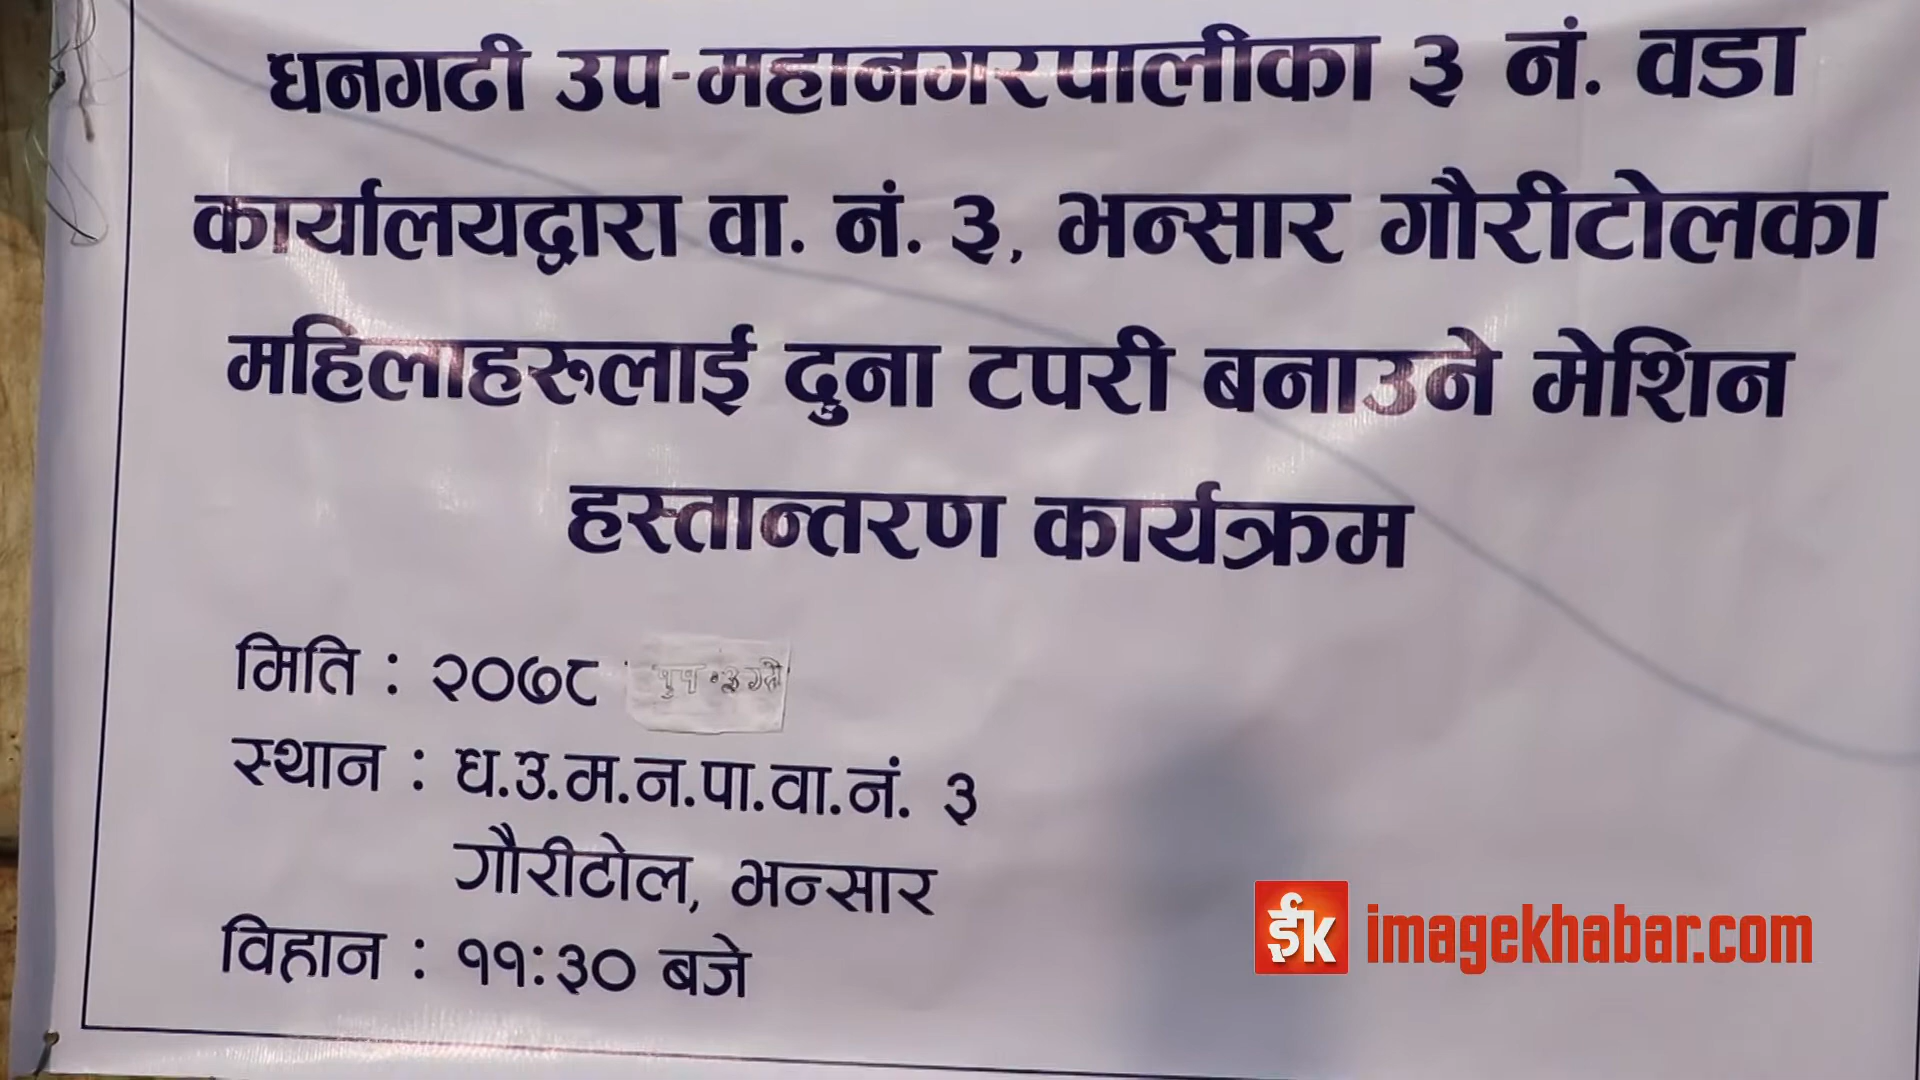 धनगढी उप-महानगरपालीका ३ नं. वडा
कार्यालयद्वारा वा. नं. ३, भन्सार गौरीटोलका
महिलाहरूलाई दुना टपरी बनाउने मेशिन
हस्तान्तरण कार्यक्रम
मिति : २०७८
स्थान : ध.उ.म.न.पा.वा.नं. ३
गौरीटोल, भन्सार
विहान : ११:३० बजे
ईk imagekhabar.com